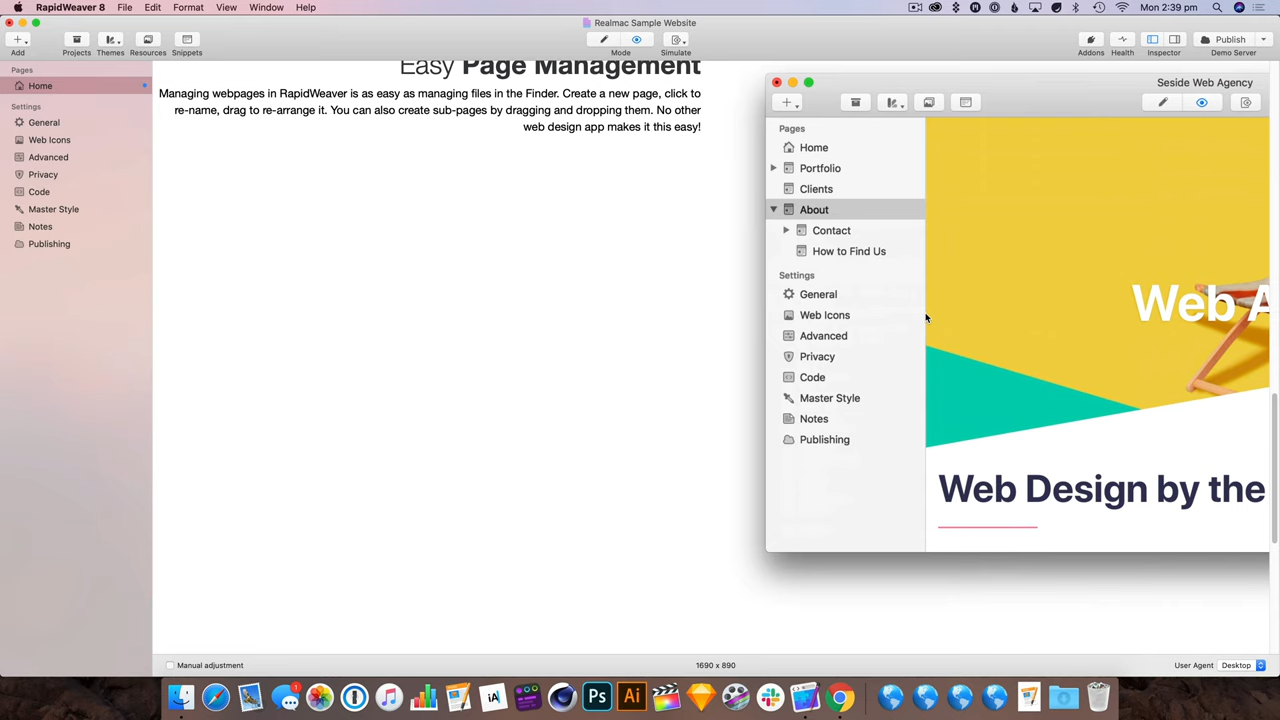 RapidWeaver 8 File Edit Format View Window Help Mon 2:39 pm
Realmac Sample Website
Add Projects Themes Resources Snippets Mode Simulate Addons Health Inspector Publish
Demo Server
Pages
Home
Settings
General
Web Icons
Advanced
Privacy
Code
Master Style
Notes
Publishing
Easy Page Management
Managing webpages in RapidWeaver is as easy as managing files in the Finder. Create a new page, click to
re-name, drag to re-arrange it. You can also create sub-pages by dragging and dropping them. No other
web design app makes it this easy!
Seside Web Agency
Pages
Home
Portfolio
Clients
About
Contact
How to Find Us
Settings
General
Web Icons
Advanced
Privacy
Code
Master Style
Notes
Publishing
Web A
Web Design by the
Manual adjustment 1690 x 890 User Agent Desktop
1
iA
Ps
Ai